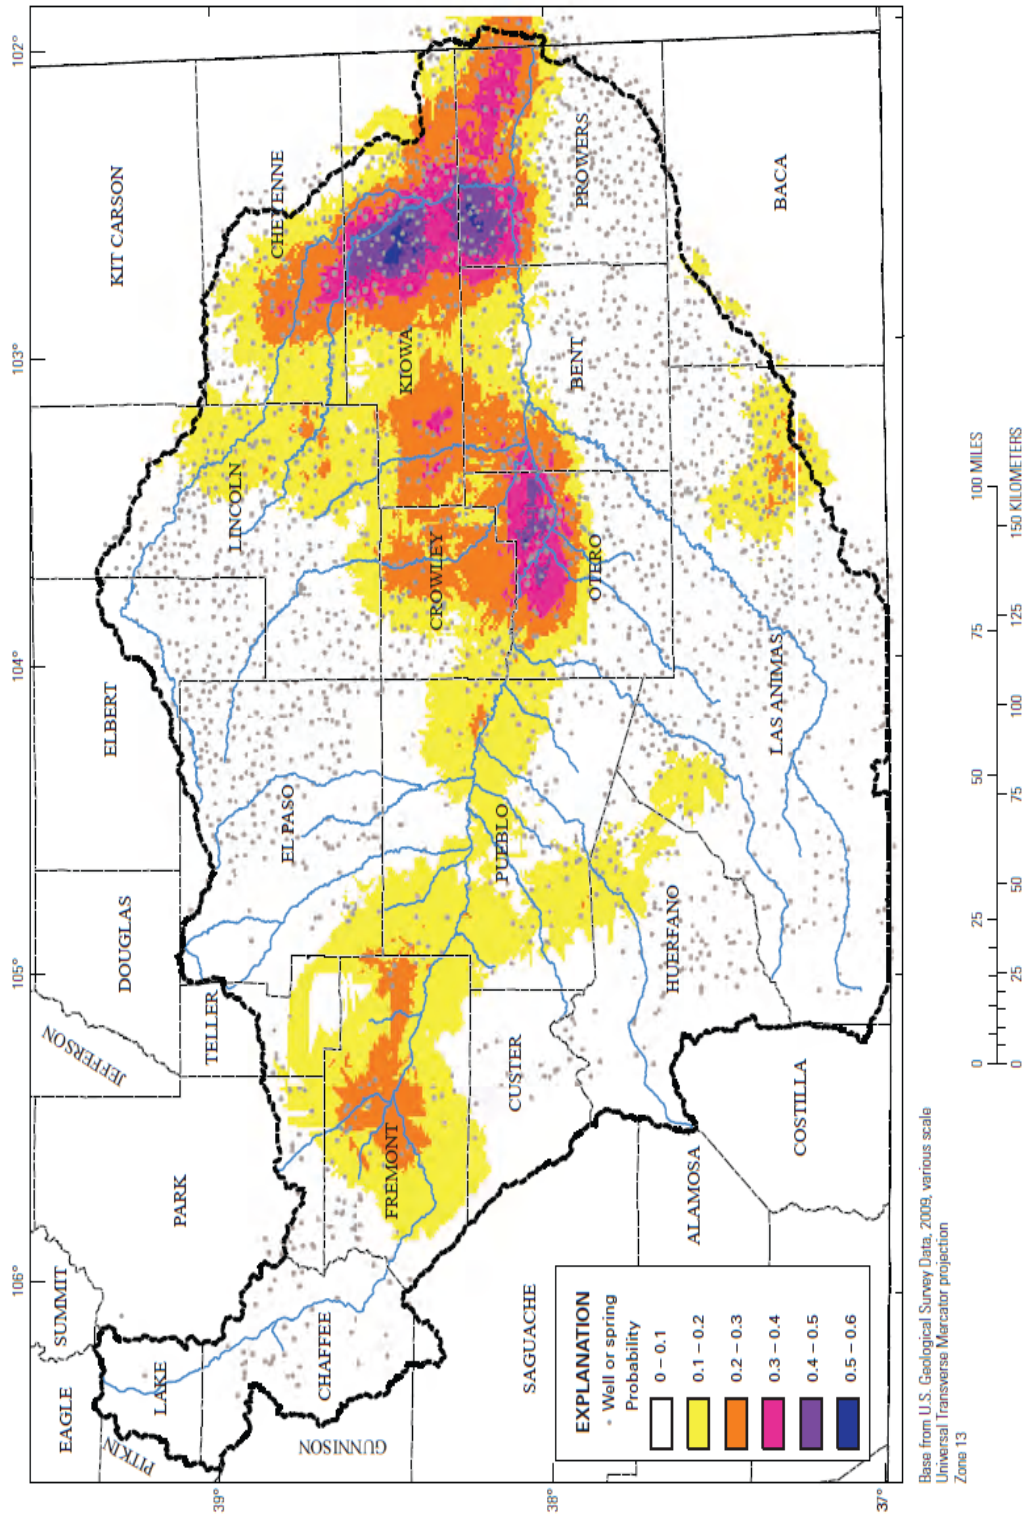 106°
105°
104°
103°
102°
39°
38°
37°
EAGLE
SUMMIT
PITKIN
LAKE
PARK
JEFFERSON
DOUGLAS
ELBERT
KIT CARSON
TELLER
EL PASO
LINCOLN
CHEYENNE
GUNNISON
CHAFFEE
FREMONT
CROWLEY
KIOWA
SAGUACHE
CUSTER
PUEBLO
OTERO
BENT
PROWERS
ALAMOSA
HUERFANO
COSTILLA
LAS ANIMAS
BACA
EXPLANATION
Well or spring
Probability
0 – 0.1
0.1 – 0.2
0.2 – 0.3
0.3 – 0.4
0.4 – 0.5
0.5 – 0.6
Base from U.S. Geological Survey Data, 2009, various scale
Universal Transverse Mercator projection
Zone 13
0 25 50 75 100 MILES
0 25 50 75 100 125 150 KILOMETERS